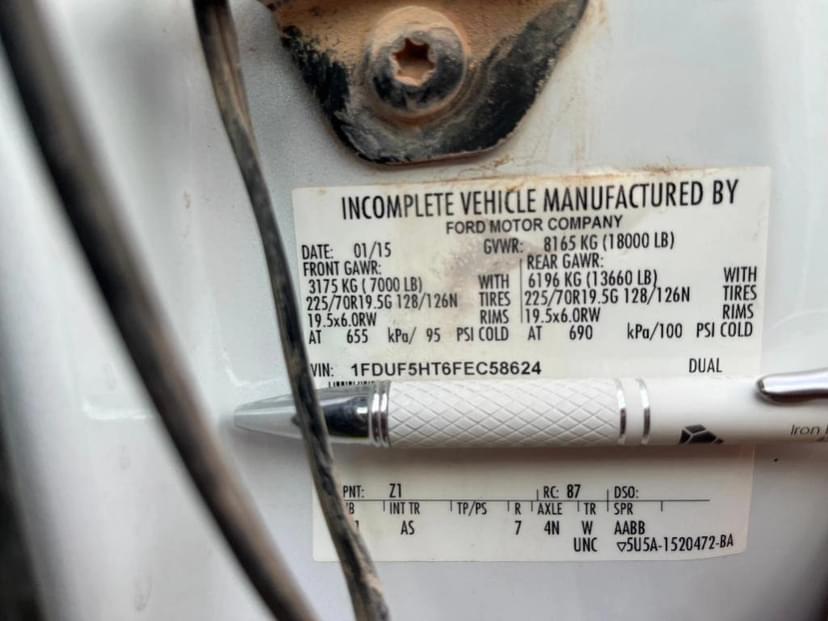 INCOMPLETE VEHICLE MANUFACTURED BY
FORD MOTOR COMPANY
DATE: 01/15 GVWR: 8165 KG (18000 LB)
FRONT GAWR: REAR GAWR:
3175 KG ( 7000 LB) WITH 6196 KG (13660 LB) WITH
225/70R19.5G 128/126N TIRES 225/70R19.5G 128/126N TIRES
19.5x6.0RW RIMS 19.5x6.0RW RIMS
AT 655 kPa/ 95 PSI COLD AT 690 kPa/100 PSI COLD
VIN: 1FDUF5HT6FEC58624 DUAL
Iron
PNT: Z1 RC: 87 DSO:
INT TR TP/PS R AXLE TR SPR
AS 7 4N W AABB
UNC ▽5U5A-1520472-BA